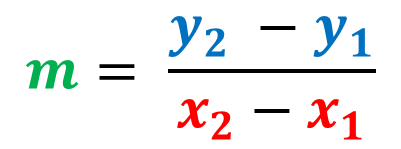 m = (y₂ − y₁) / (x₂ − x₁)